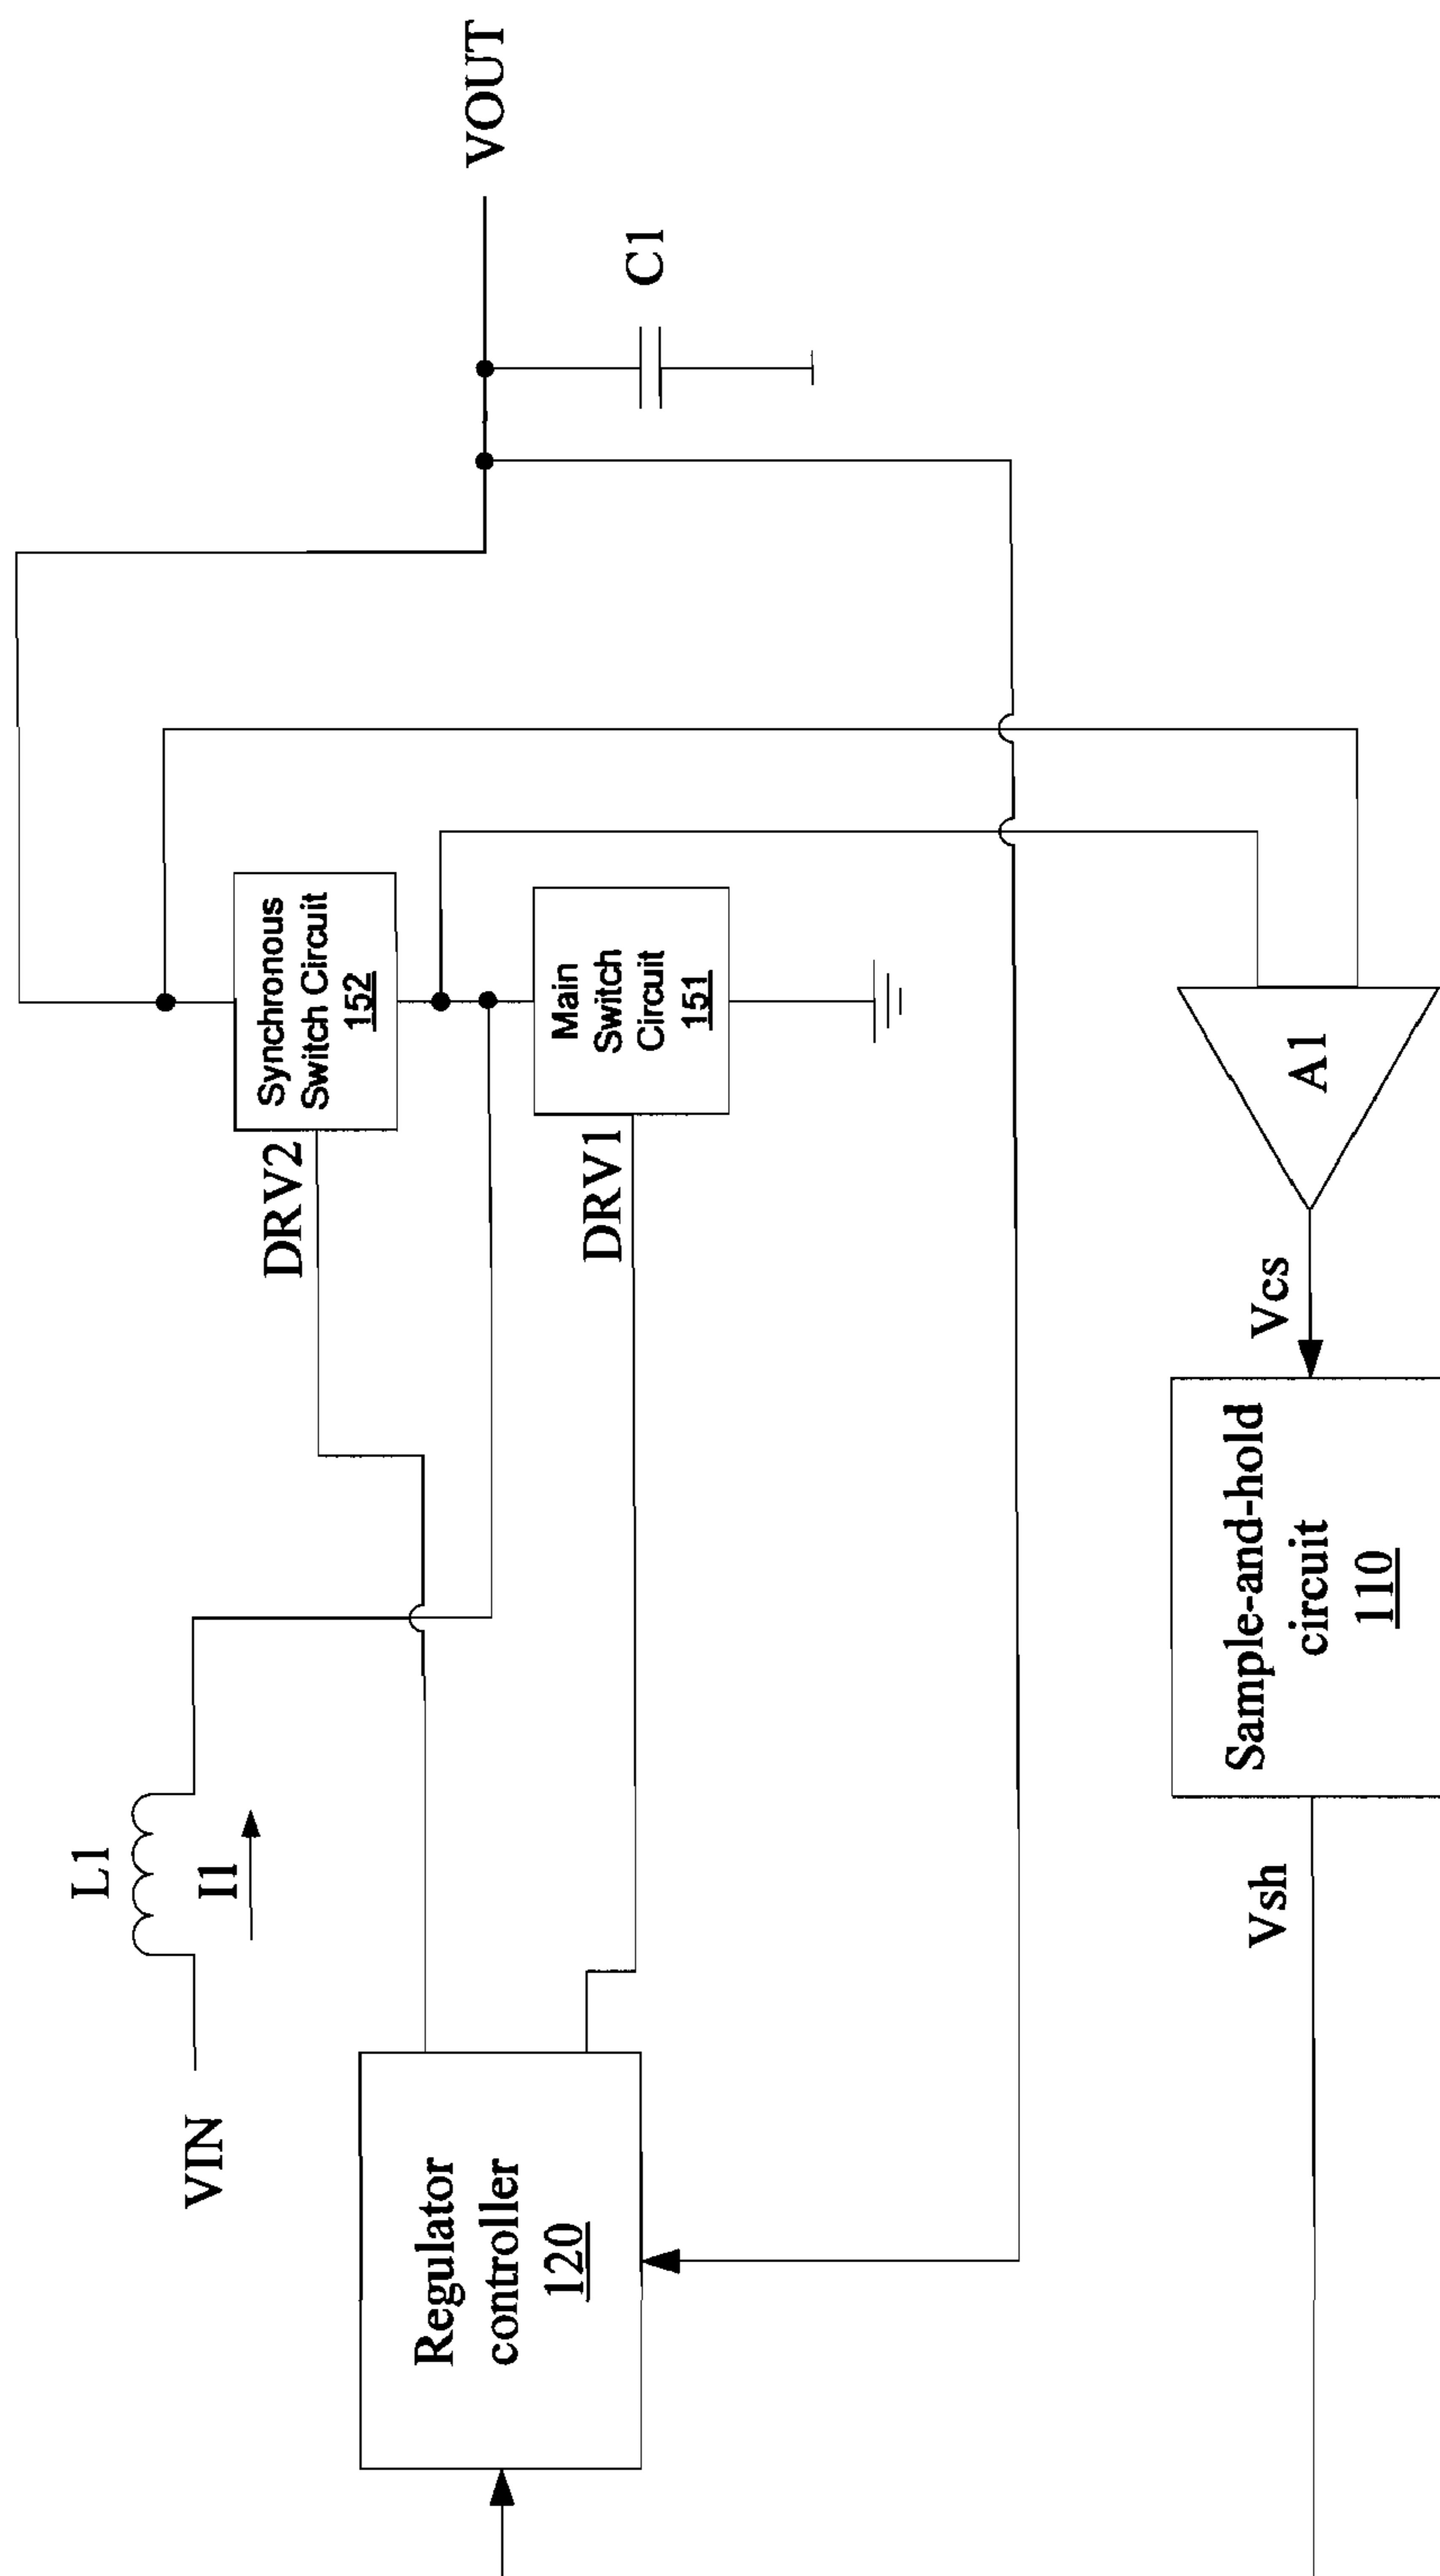 L1
I1
VIN
Regulator
controller
120
DRV2
DRV1
Synchronous
Switch Circuit
152
Main
Switch
Circuit
151
VOUT
C1
A1
Vcs
Sample-and-hold
circuit
110
Vsh